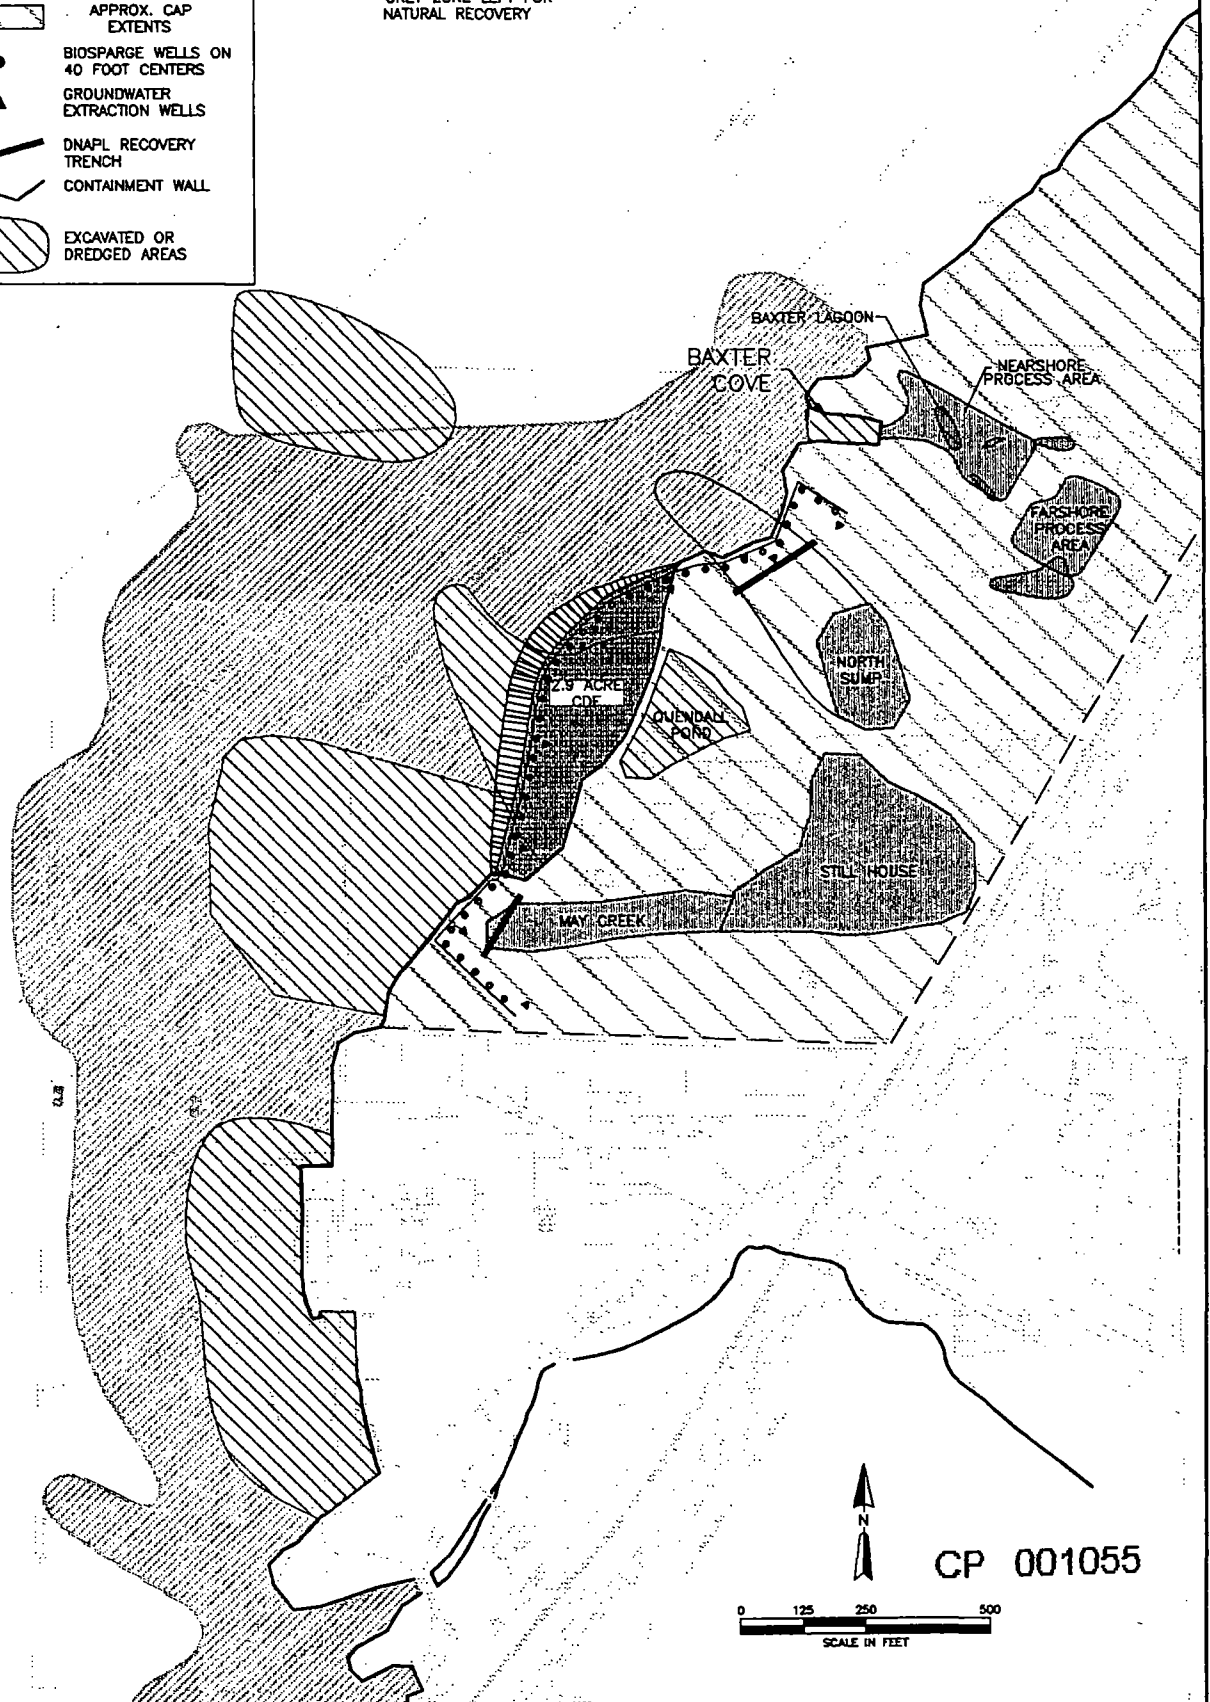 APPROX. CAP
EXTENTS
BIOSPARGE WELLS ON
40 FOOT CENTERS
GROUNDWATER
EXTRACTION WELLS
DNAPL RECOVERY
TRENCH
CONTAINMENT WALL
EXCAVATED OR
DREDGED AREAS
NATURAL RECOVERY
BAXTER LAGOON
BAXTER
COVE
NEARSHORE
PROCESS AREA
FARSHORE
PROCESS
AREA
NORTH
SUMP
2.9 ACRE
CDF
QUENDALL
POND
STILL HOUSE
MAY CREEK
N
CP 001055
0 125 250 500
SCALE IN FEET